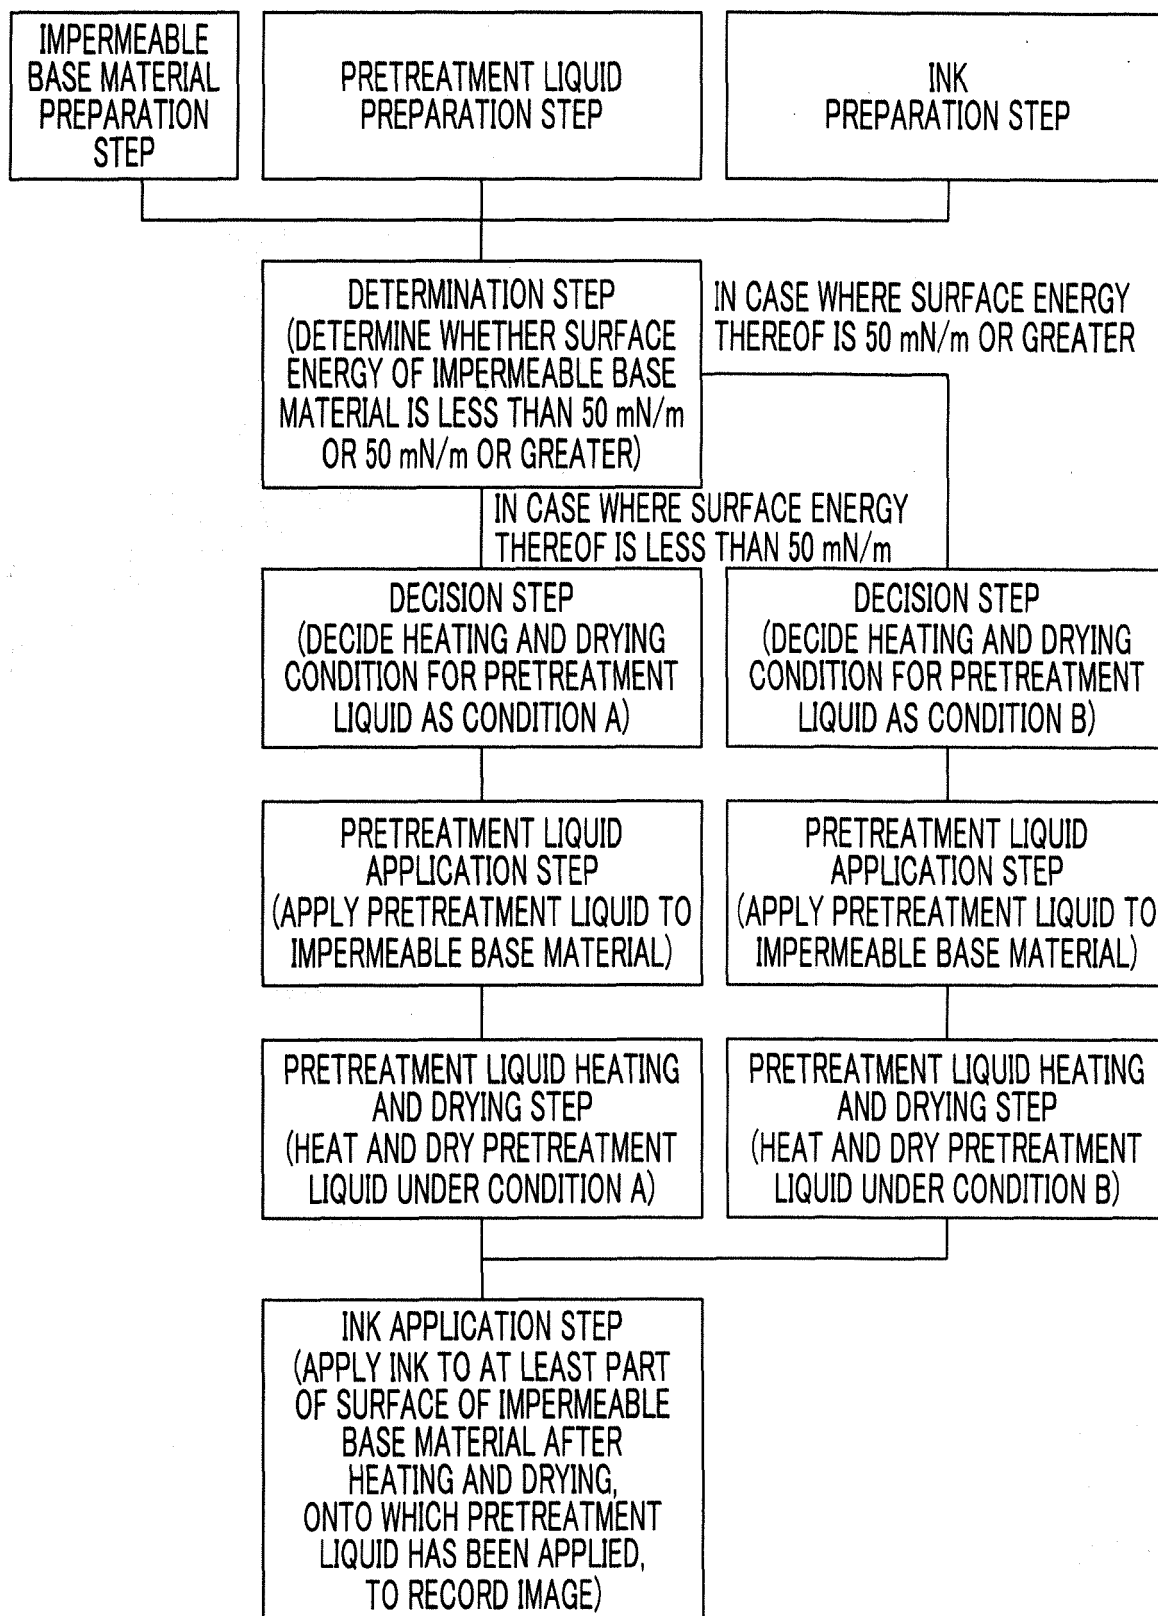 IMPERMEABLE
BASE MATERIAL
PREPARATION
STEP
PRETREATMENT LIQUID
PREPARATION STEP
INK
PREPARATION STEP
DETERMINATION STEP
(DETERMINE WHETHER SURFACE
ENERGY OF IMPERMEABLE BASE
MATERIAL IS LESS THAN 50 mN/m
OR 50 mN/m OR GREATER)
IN CASE WHERE SURFACE ENERGY
THEREOF IS 50 mN/m OR GREATER
IN CASE WHERE SURFACE ENERGY
THEREOF IS LESS THAN 50 mN/m
DECISION STEP
(DECIDE HEATING AND DRYING
CONDITION FOR PRETREATMENT
LIQUID AS CONDITION A)
DECISION STEP
(DECIDE HEATING AND DRYING
CONDITION FOR PRETREATMENT
LIQUID AS CONDITION B)
PRETREATMENT LIQUID
APPLICATION STEP
(APPLY PRETREATMENT LIQUID TO
IMPERMEABLE BASE MATERIAL)
PRETREATMENT LIQUID
APPLICATION STEP
(APPLY PRETREATMENT LIQUID TO
IMPERMEABLE BASE MATERIAL)
PRETREATMENT LIQUID HEATING
AND DRYING STEP
(HEAT AND DRY PRETREATMENT
LIQUID UNDER CONDITION A)
PRETREATMENT LIQUID HEATING
AND DRYING STEP
(HEAT AND DRY PRETREATMENT
LIQUID UNDER CONDITION B)
INK APPLICATION STEP
(APPLY INK TO AT LEAST PART
OF SURFACE OF IMPERMEABLE
BASE MATERIAL AFTER
HEATING AND DRYING,
ONTO WHICH PRETREATMENT
LIQUID HAS BEEN APPLIED,
TO RECORD IMAGE)